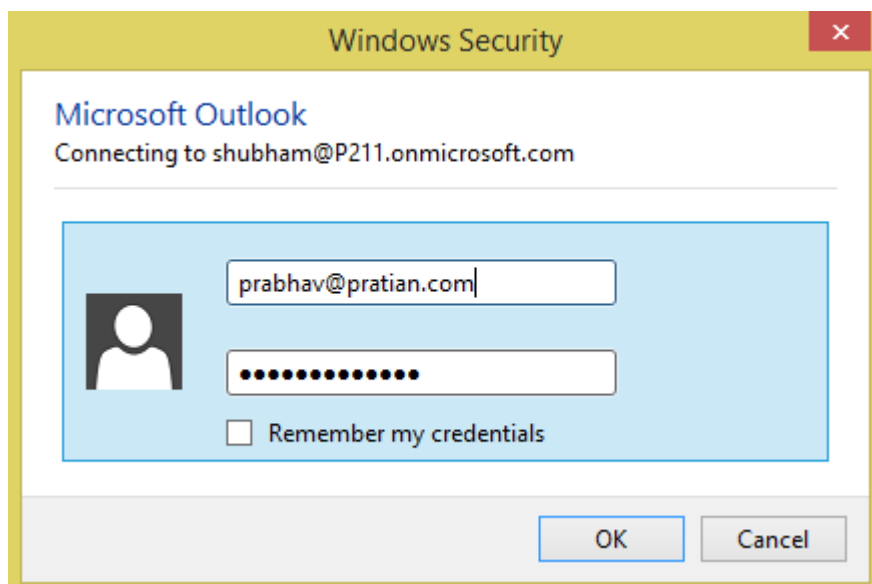 Windows Security
Microsoft Outlook
Connecting to shubham@P211.onmicrosoft.com
prabhav@pratian.com
●●●●●●●●●●●●●
Remember my credentials
OK
Cancel